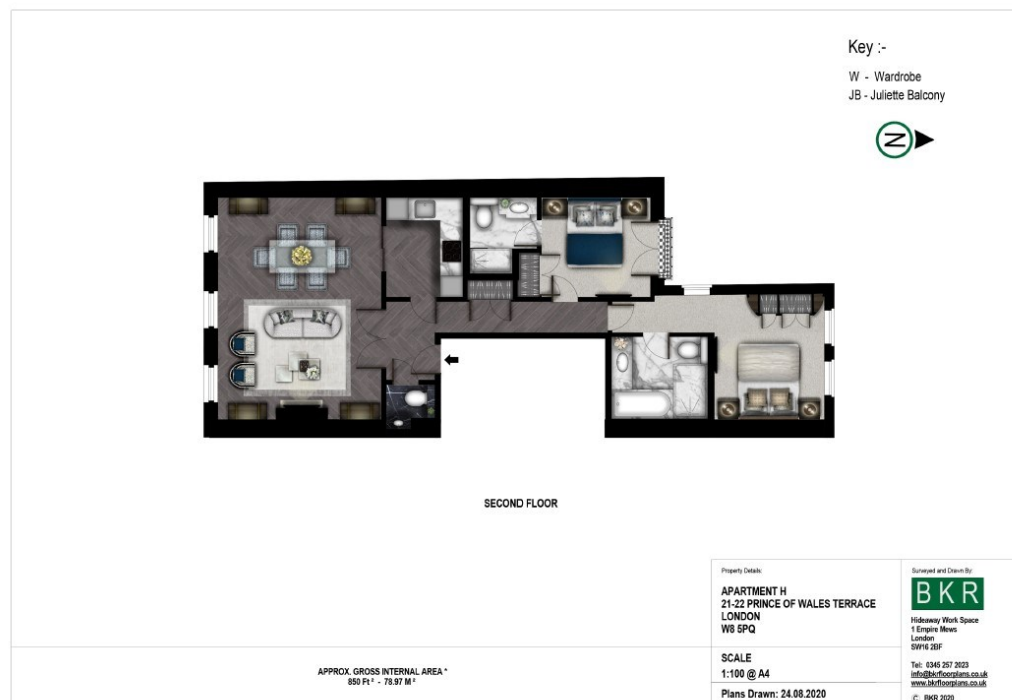 Key :-
W - Wardrobe
JB - Juliette Balcony
N
SECOND FLOOR
APPROX. GROSS INTERNAL AREA *
850 Ft ² - 78.97 M ²
Property Details:
APARTMENT H
21-22 PRINCE OF WALES TERRACE
LONDON
W8 5PQ
SCALE
1:100 @ A4
Plans Drawn: 24.08.2020
Surveyed and Drawn By:
BKR
Hideaway Work Space
1 Empire Mews
London
SW16 2BF
Tel: 0345 257 2023
info@bkrfloorplans.co.uk
www.bkrfloorplans.co.uk
© BKR 2020